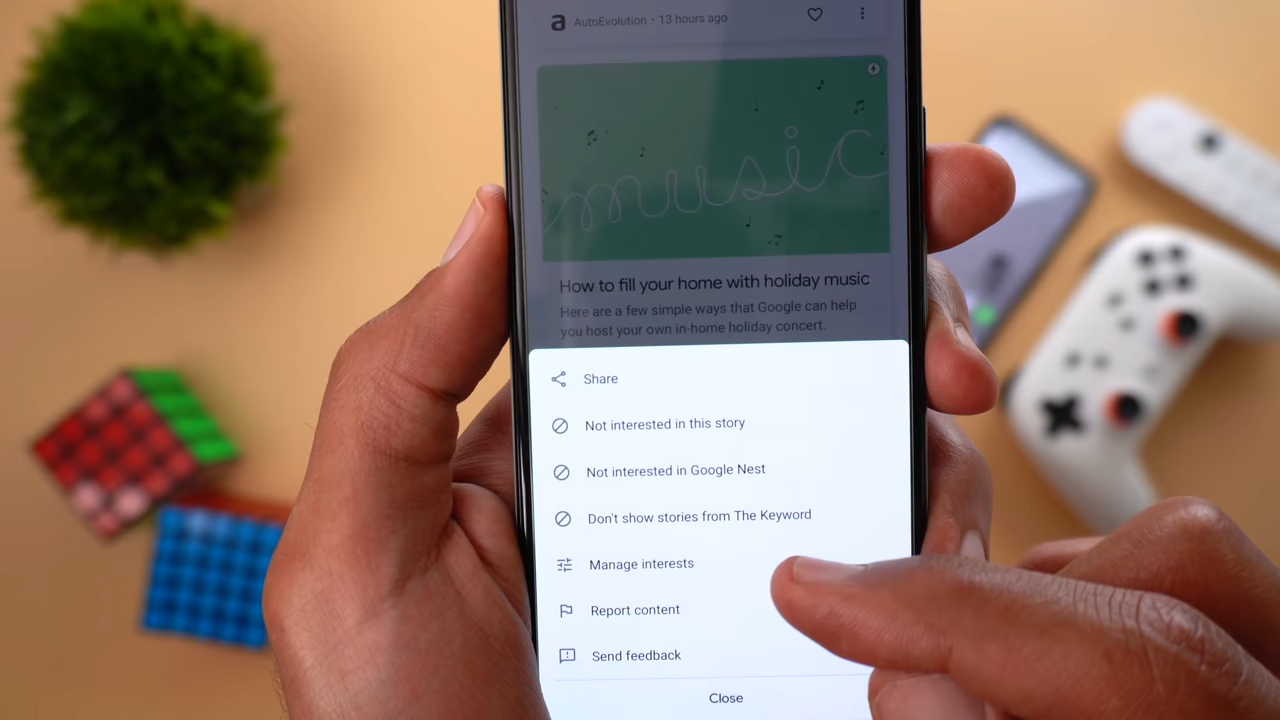 a AutoEvolution • 13 hours ago
music
How to fill your home with holiday music
Here are a few simple ways that Google can help
you host your own in-home holiday concert.
Share
Not interested in this story
Not interested in Google Nest
Don't show stories from The Keyword
Manage interests
Report content
Send feedback
Close